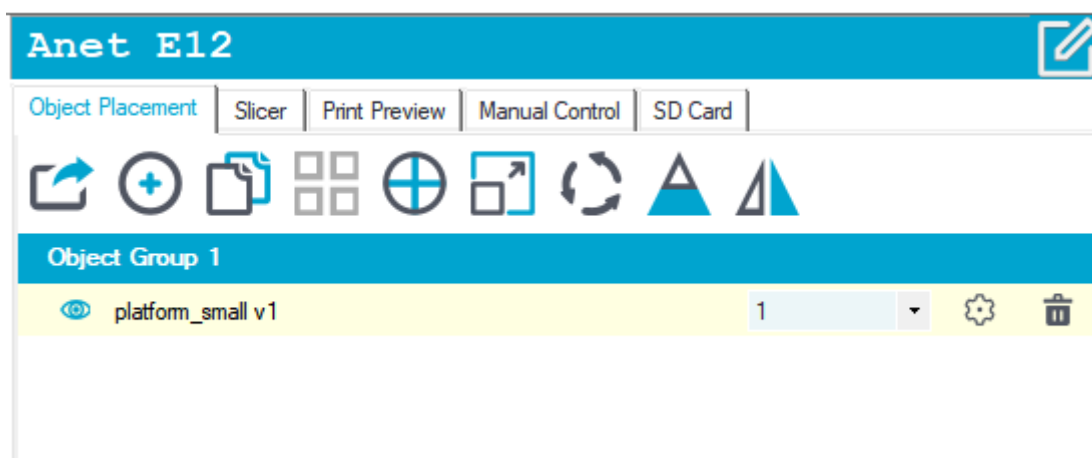 Anet E12
Object Placement Slicer Print Preview Manual Control SD Card
Object Group 1
platform_small v1 1